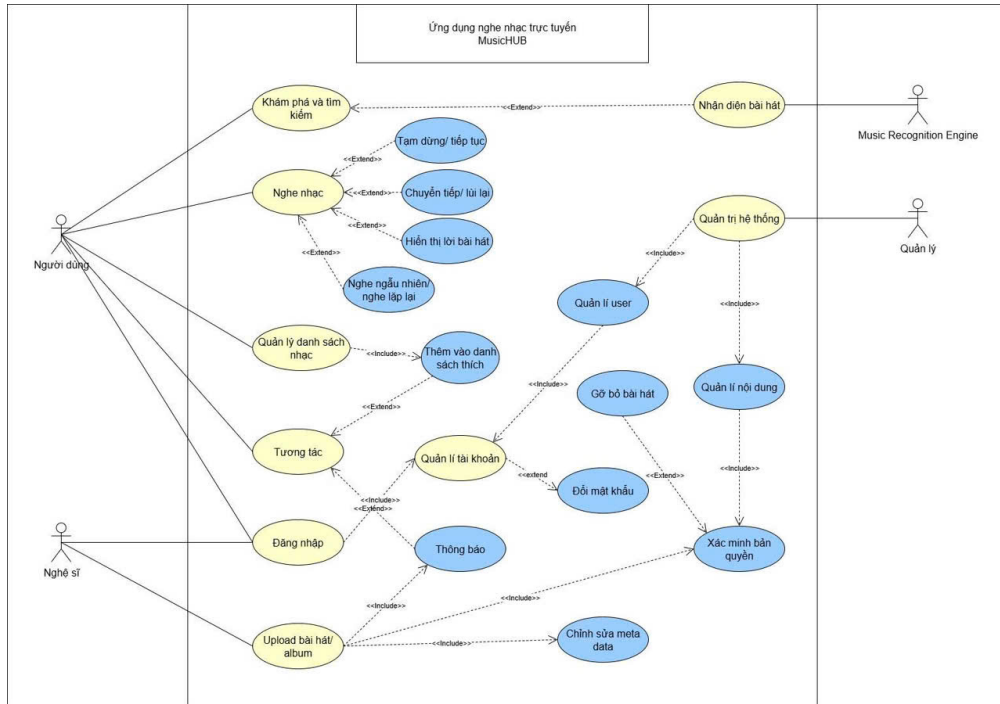 Ứng dụng nghe nhạc trực tuyến
MusicHUB
Khám phá và tìm
kiếm
<<Extend>>
Nhận diện bài hát
Music Recognition Engine
Tạm dừng/ tiếp tục
<<Extend>>
Nghe nhạc
<<Extend>>
Chuyển tiếp/ lùi lại
<<Extend>>
Hiển thị lời bài hát
<<Extend>>
Nghe ngẫu nhiên/
nghe lặp lại
Quản trị hệ thống
Quản lý
Người dùng
<<Include>>
Quản lí user
<<Include>>
Quản lý danh sách
nhạc
<<Include>>
Thêm vào danh
sách thích
<<Include>>
Gỡ bỏ bài hát
Quản lí nội dung
<<Extend>>
Tương tác
Quản lí tài khoản
<<extend
Đổi mật khẩu
<<Extend>>
<<Include>>
<<Include>>
<<Extend>>
Nghệ sĩ
Đăng nhập
Thông báo
Xác minh bản
quyền
<<Include>>
<<Include>>
Upload bài hát/
album
<<Include>>
Chỉnh sửa meta
data